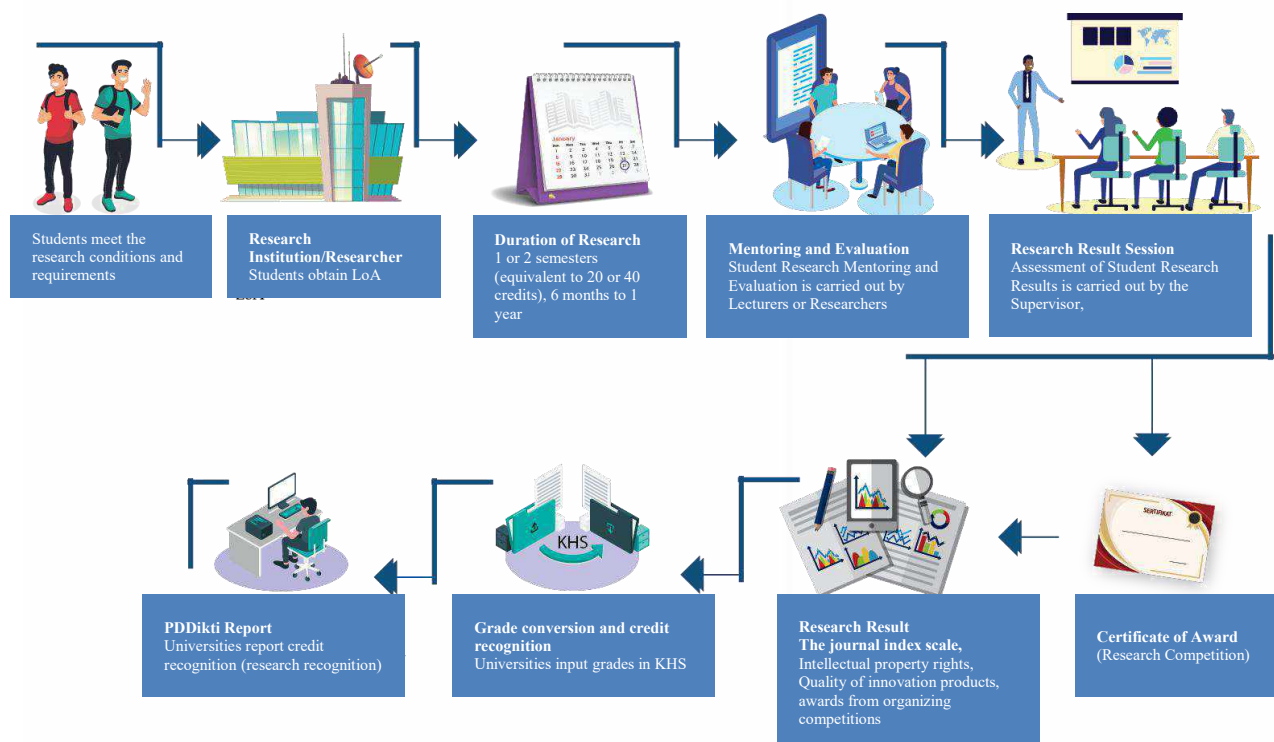 Students meet the
research conditions and
requirements
Research
Institution/Researcher
Students obtain LoA
January
Duration of Research
1 or 2 semesters
(equivalent to 20 or 40
credits), 6 months to 1
year
Mentoring and Evaluation
Student Research Mentoring and
Evaluation is carried out by
Lecturers or Researchers
Research Result Session
Assessment of Student Research
Results is carried out by the
Supervisor,
PDDikti Report
Universities report credit
recognition (research recognition)
KHS
Grade conversion and credit
recognition
Universities input grades in KHS
Research Result
The journal index scale,
Intellectual property rights,
Quality of innovation products,
awards from organizing
competitions
SERTIFIKAT
Certificate of Award
(Research Competition)